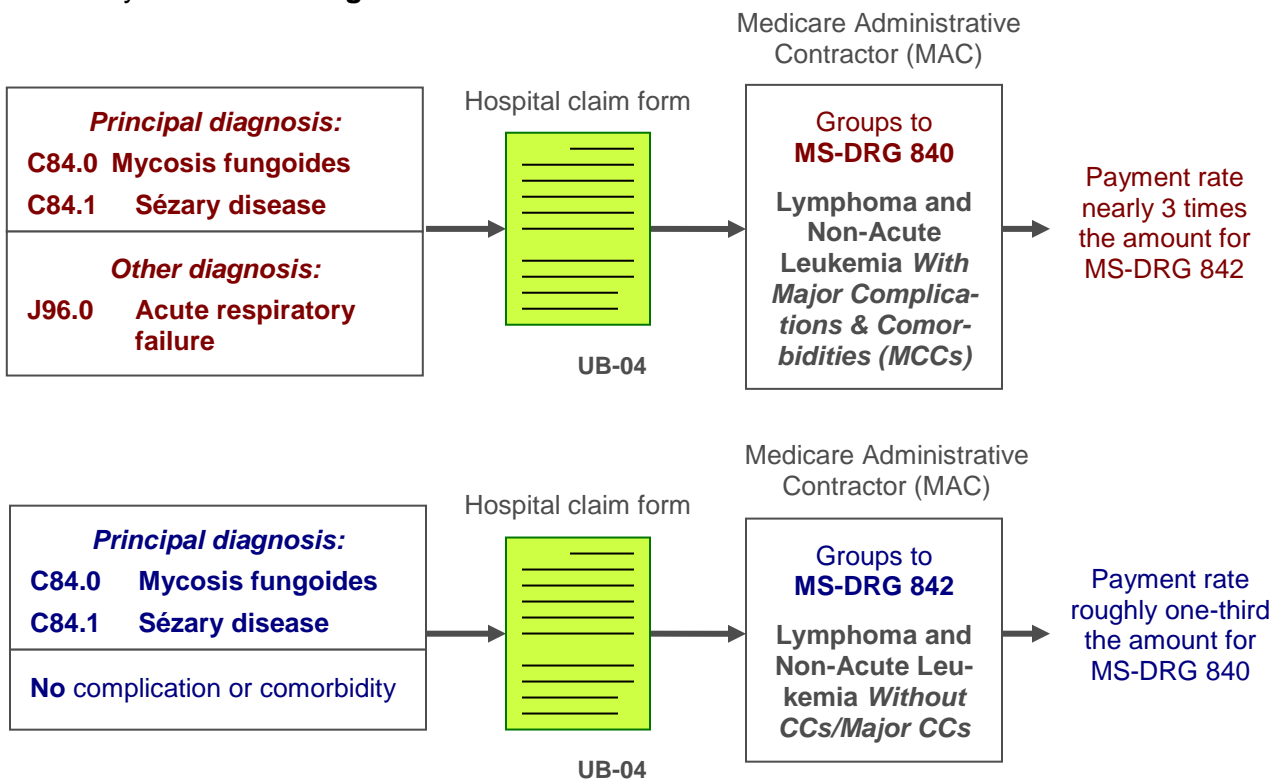 Medicare Administrative
Contractor (MAC)
Hospital claim form
Principal diagnosis:
C84.0 Mycosis fungoides
C84.1 Sézary disease
Other diagnosis:
J96.0 Acute respiratory
failure
UB-04
Groups to
MS-DRG 840
Lymphoma and
Non-Acute
Leukemia With
Major Complica-
tions & Comor-
bidities (MCCs)
Payment rate
nearly 3 times
the amount for
MS-DRG 842
Medicare Administrative
Contractor (MAC)
Hospital claim form
Principal diagnosis:
C84.0 Mycosis fungoides
C84.1 Sézary disease
No complication or comorbidity
UB-04
Groups to
MS-DRG 842
Lymphoma and
Non-Acute Leu-
kemia Without
CCs/Major CCs
Payment rate
roughly one-third
the amount for
MS-DRG 840